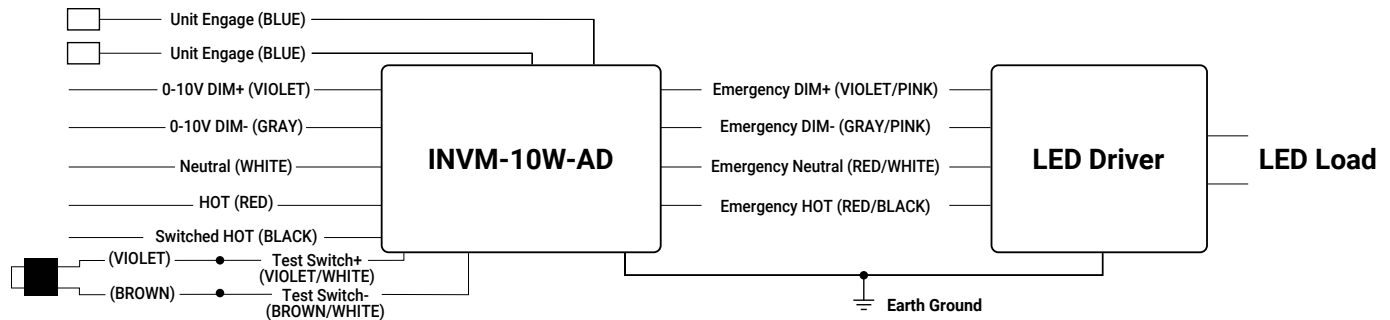 Unit Engage (BLUE)
Unit Engage (BLUE)
0-10V DIM+ (VIOLET)
0-10V DIM- (GRAY)
Neutral (WHITE)
HOT (RED)
Switched HOT (BLACK)
(VIOLET)
Test Switch+
(VIOLET/WHITE)
(BROWN)
Test Switch-
(BROWN/WHITE)
INVM-10W-AD
Emergency DIM+ (VIOLET/PINK)
Emergency DIM- (GRAY/PINK)
Emergency Neutral (RED/WHITE)
Emergency HOT (RED/BLACK)
LED Driver
LED Load
Earth Ground